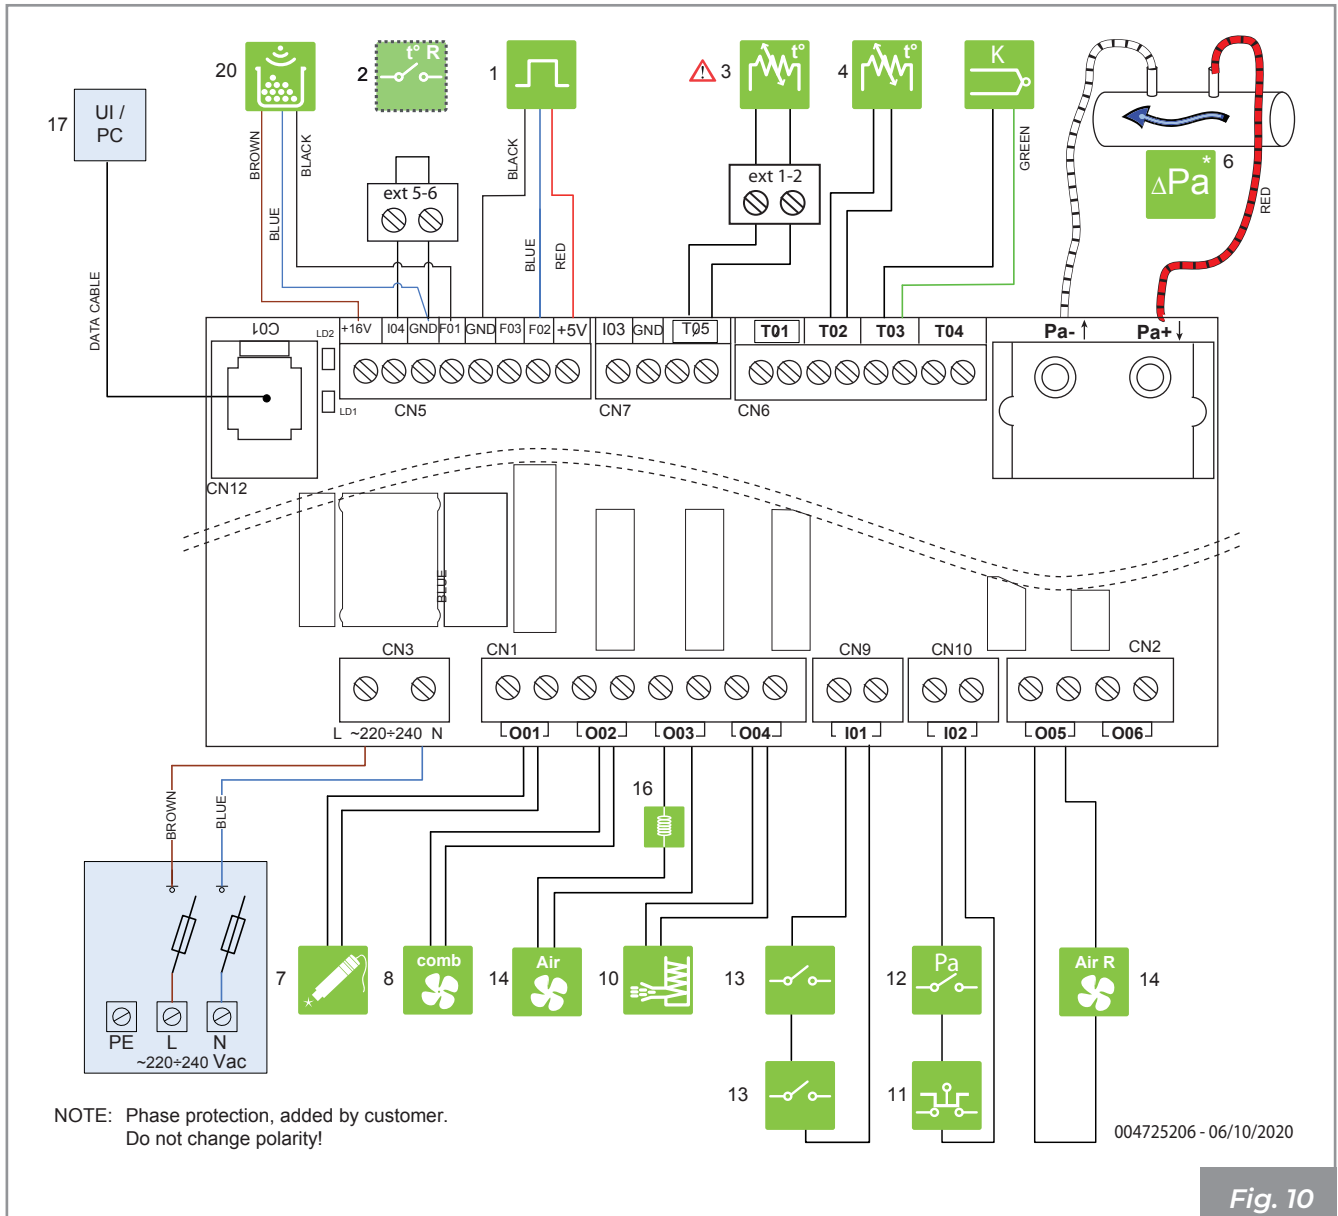 20
2
t° R
1
3
t°
4
t°
K
17
UI /
PC
BROWN
BLUE
BLACK
ext 5-6
BLACK
BLUE
RED
ext 1-2
GREEN
ΔPa*
6
RED
DATA CABLE
C01
LD2
+16V I04 GND F01 GND F03 F02 +5V
I03 GND T05
T01 T02 T03 T04
Pa- Pa+
LD1
CN5
CN7
CN6
CN12
BLUE
CN3
CN1
CN9
CN10
CN2
L ~220÷240 N
O01 O02 O03 O04
I01
I02
O05 O06
BROWN
BLUE
16
7
8
comb
14
Air
10
13
12
Pa
Air R
14
13
11
PE L N
~220÷240 Vac
NOTE: Phase protection, added by customer.
Do not change polarity!
004725206 - 06/10/2020
Fig. 10